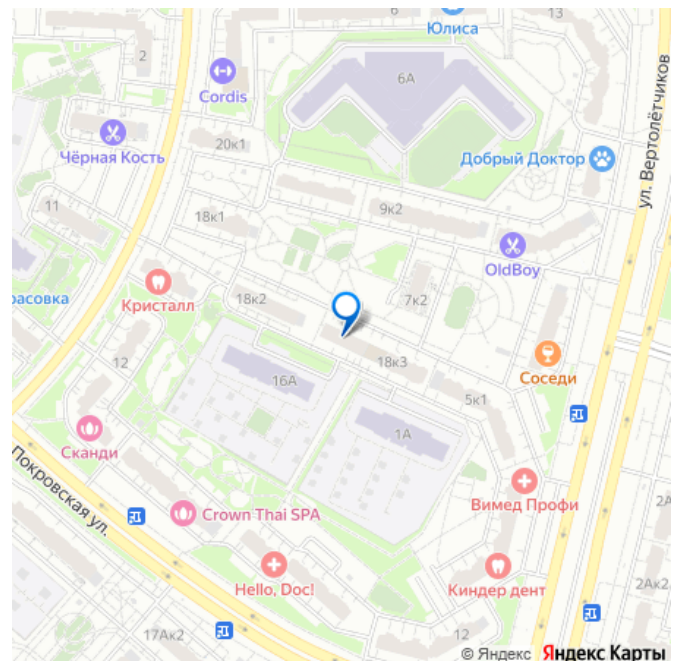 6
Юлиса
2
6А
Cordis
ул. Вертолётчиков
Чёрная Кость
20к1
Добрый Доктор
11
18к1
9к2
OldBoy
расовка
Кристалл
18к2
7к2
12
18к3
Соседи
16А
5к1
1А
Сканди
Покровская ул.
Вимед Профи
2А
Crown Thai SPA
Hello, Doc!
Киндер дент
2Ак2
17Ак2
12
© Яндекс Яндекс Карты